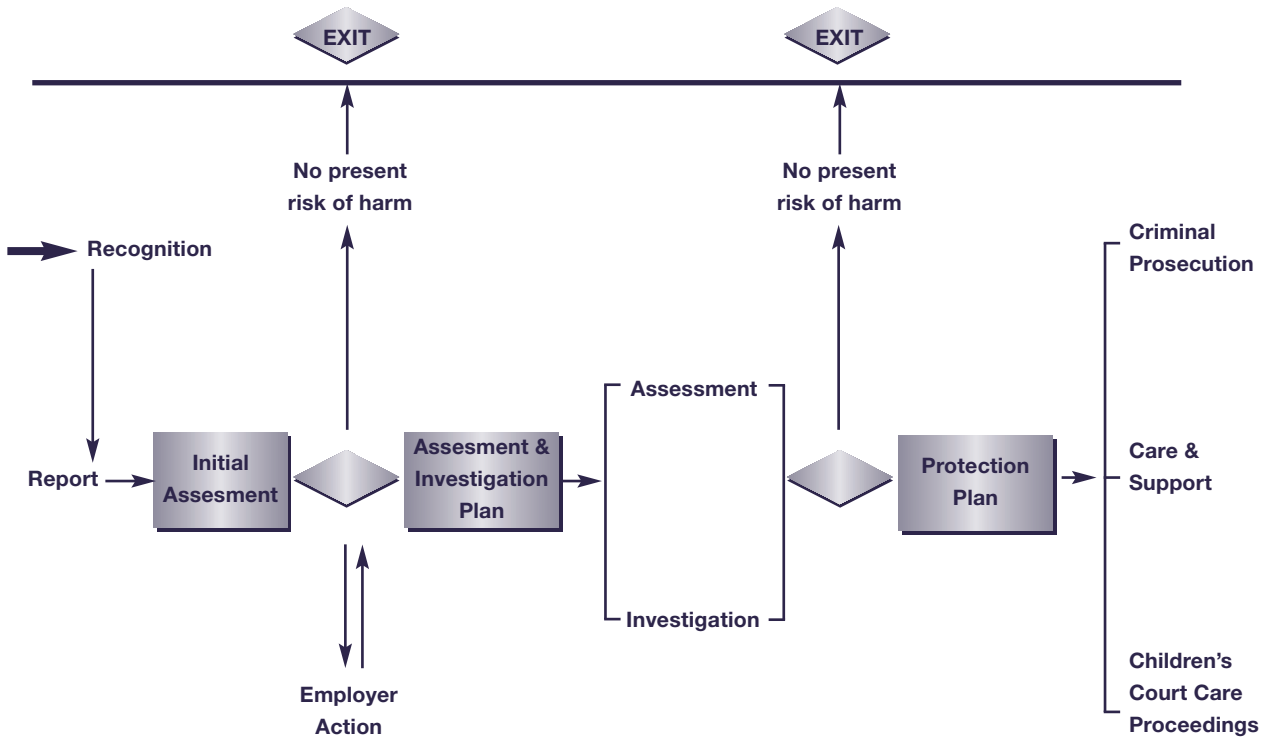 EXIT
EXIT
No present
risk of harm
No present
risk of harm
Recognition
Report
Initial
Assesment
Assesment &
Investigation
Plan
Employer
Action
Assessment
Investigation
Protection
Plan
Criminal
Prosecution
Care &
Support
Children’s
Court Care
Proceedings